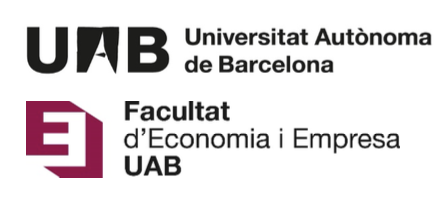 UAB Universitat Autònoma
de Barcelona
Facultat
d'Economia i Empresa
UAB